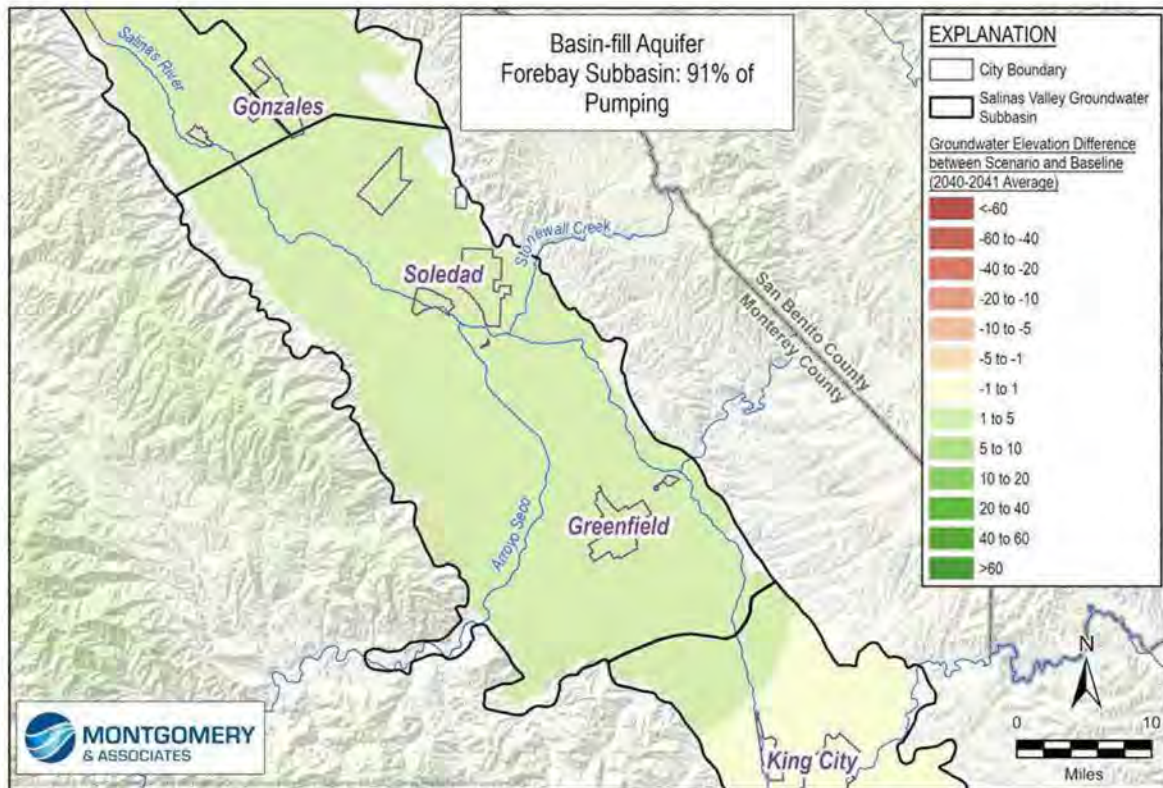 Basin-fill Aquifer
Forebay Subbasin: 91% of
Pumping
EXPLANATION
City Boundary
Salinas Valley Groundwater
Subbasin
Groundwater Elevation Difference
between Scenario and Baseline
(2040-2041 Average)
<-60
-60 to -40
-40 to -20
-20 to -10
-10 to -5
-5 to -1
-1 to 1
1 to 5
5 to 10
10 to 20
20 to 40
40 to 60
>60
Salinas River
Gonzales
Stonewall Creek
Soledad
San Benito County
Monterey County
Arroyo Seco
Greenfield
King City
N
0 10
Miles
MONTGOMERY
& ASSOCIATES